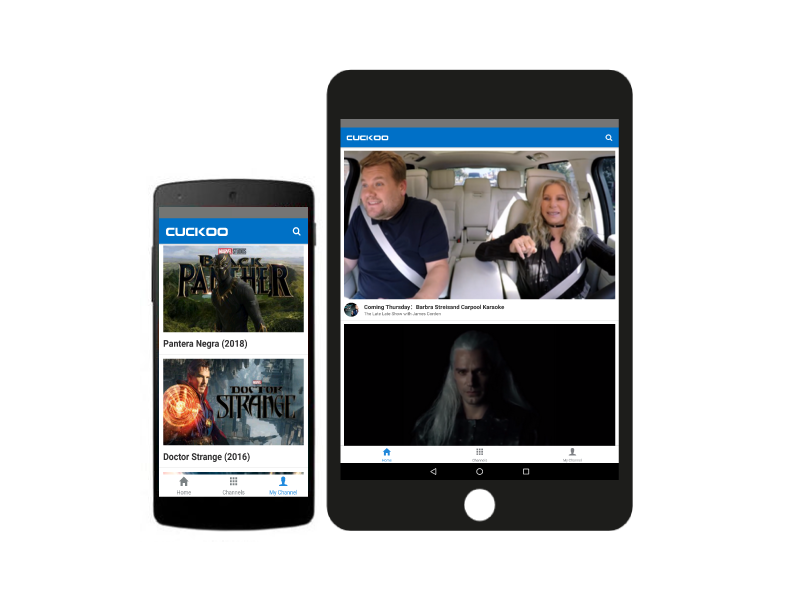 CUCKOO
MARVEL STUDIOS
BLACK
PANTHER
Pantera Negra (2018)
MARVEL
DOCTOR
STRANGE
Doctor Strange (2016)
Home
Channels
My Channel
CUCKOO
Coming Thursday: Barbra Streisand Carpool Karaoke
The Late Late Show with James Corden
Home
Channels
My Channel